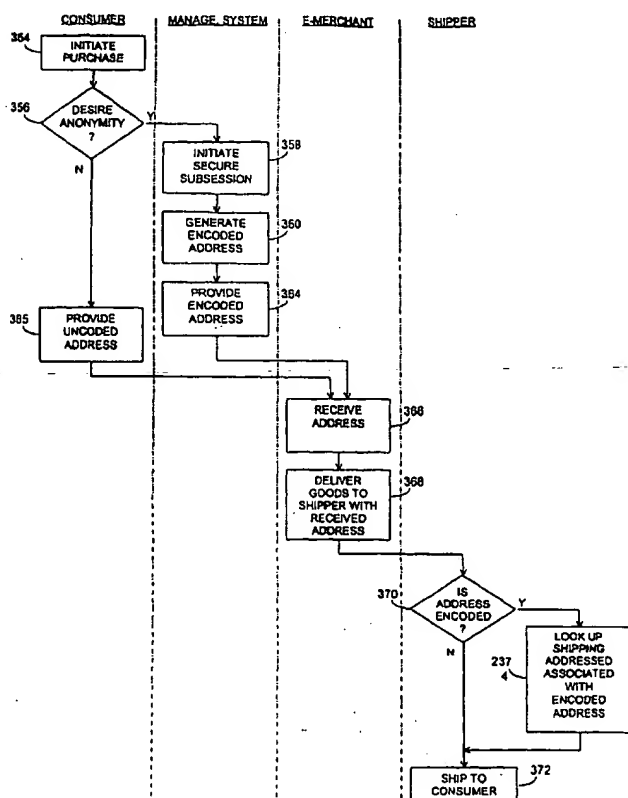 CONSUMER
MANAGE. SYSTEM
E-MERCHANT
SHIPPER
354
INITIATE
PURCHASE
356
DESIRE
ANONYMITY
?
Y
N
358
INITIATE
SECURE
SUBSESSION
360
GENERATE
ENCODED
ADDRESS
364
PROVIDE
ENCODED
ADDRESS
365
PROVIDE
UNCODED
ADDRESS
366
RECEIVE
ADDRESS
368
DELIVER
GOODS TO
SHIPPER WITH
RECEIVED
ADDRESS
370
IS
ADDRESS
ENCODED
?
Y
N
237
4
LOOK UP
SHIPPING
ADDRESSED
ASSOCIATED
WITH
ENCODED
ADDRESS
372
SHIP TO
CONSUMER